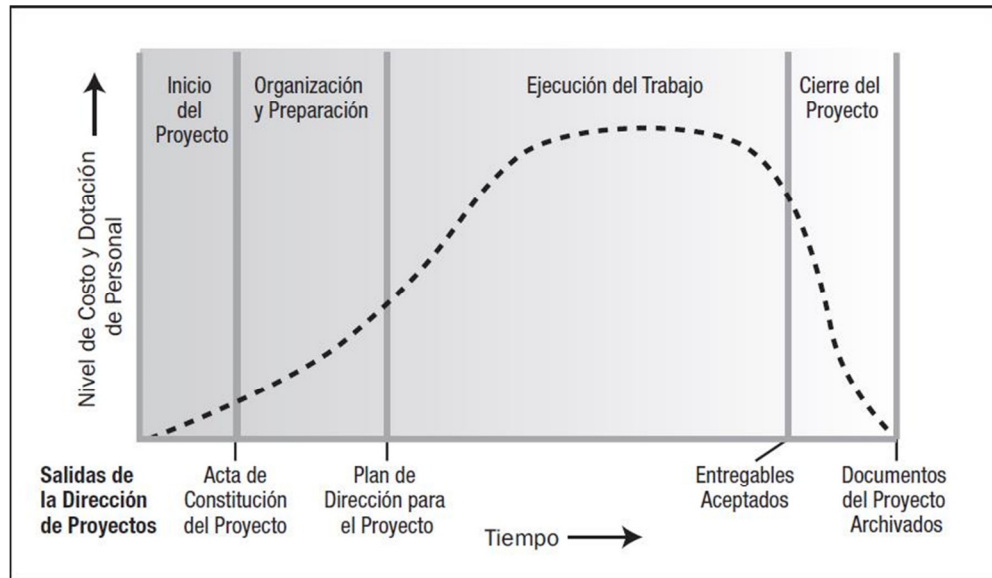 Inicio
del
Proyecto
Organización
y Preparación
Ejecución del Trabajo
Cierre del
Proyecto
Nivel de Costo y Dotación
de Personal
Salidas de
la Dirección
de Proyectos
Acta de
Constitución
del Proyecto
Plan de
Dirección para
el Proyecto
Entregables
Aceptados
Documentos
del Proyecto
Archivados
Tiempo